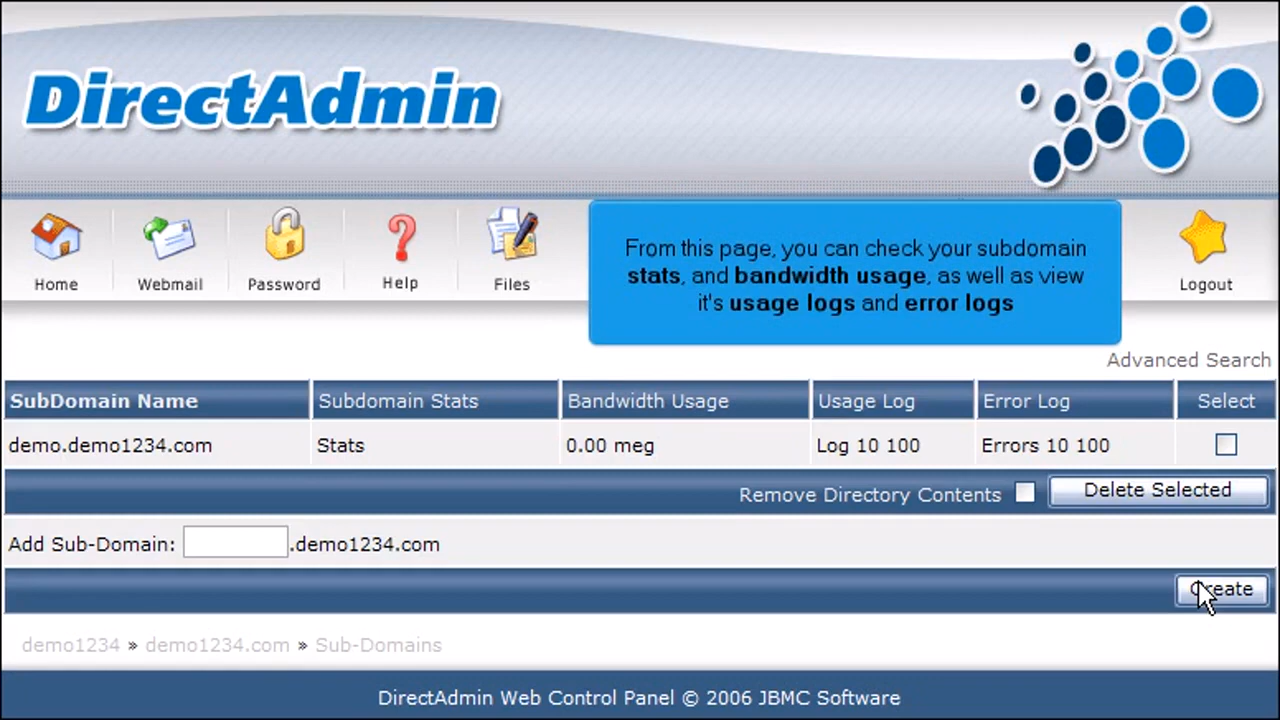 DirectAdmin
Home
Webmail
Password
Help
Files
From this page, you can check your subdomain
stats, and bandwidth usage, as well as view
it's usage logs and error logs
Logout
Advanced Search
SubDomain Name Subdomain Stats Bandwidth Usage Usage Log Error Log Select
demo.demo1234.com Stats 0.00 meg Log 10 100 Errors 10 100
Remove Directory Contents Delete Selected
Add Sub-Domain: .demo1234.com
Create
demo1234 » demo1234.com » Sub-Domains
DirectAdmin Web Control Panel © 2006 JBMC Software